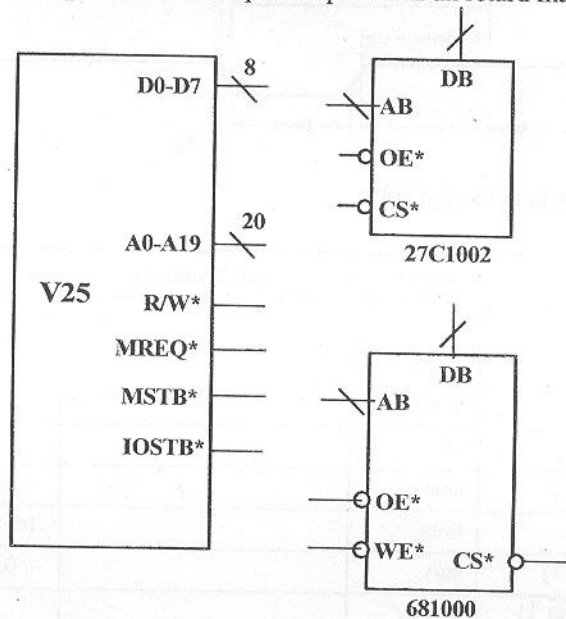 D0-D7
8
A0-A19
20
V25
R/W*
MREQ*
MSTB*
IOSTB*
DB
AB
OE*
CS*
27C1002
DB
AB
OE*
WE*
CS*
681000